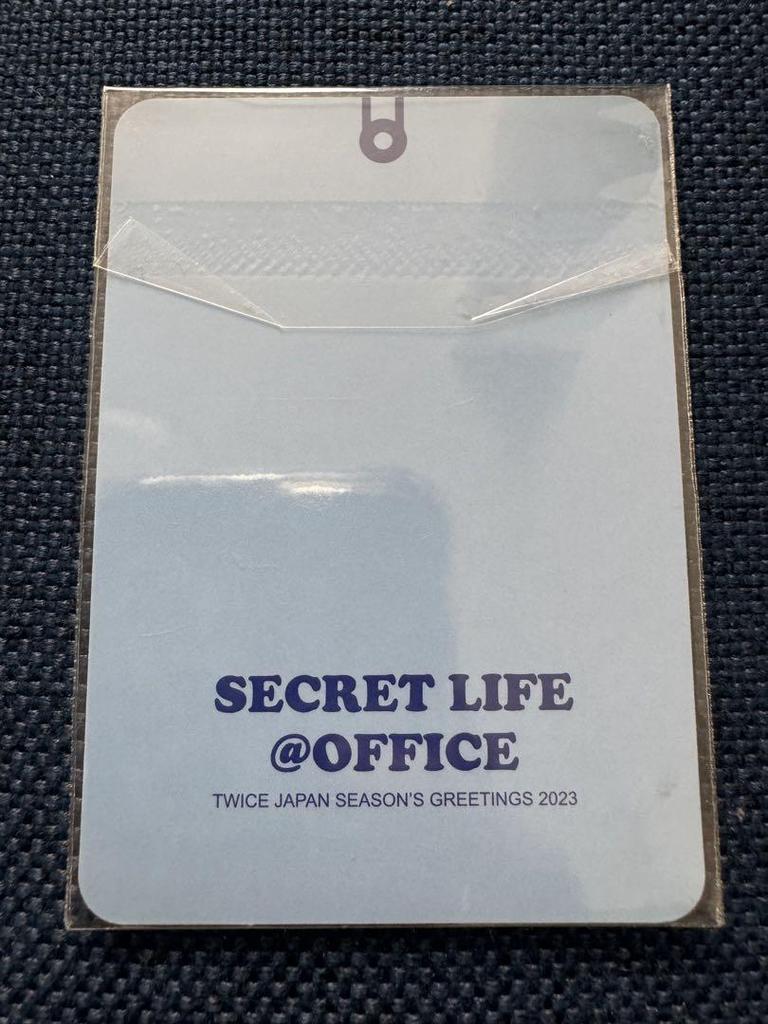 SECRET LIFE
@OFFICE
TWICE JAPAN SEASON'S GREETINGS 2023